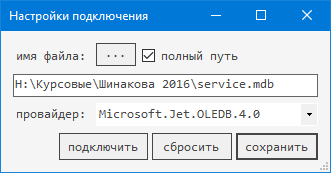 Настройки подключения
имя файла: ... полный путь
H:\Курсовые\Шинакова 2016\service.mdb
провайдер: Microsoft.Jet.OLEDB.4.0
подключить сбросить сохранить